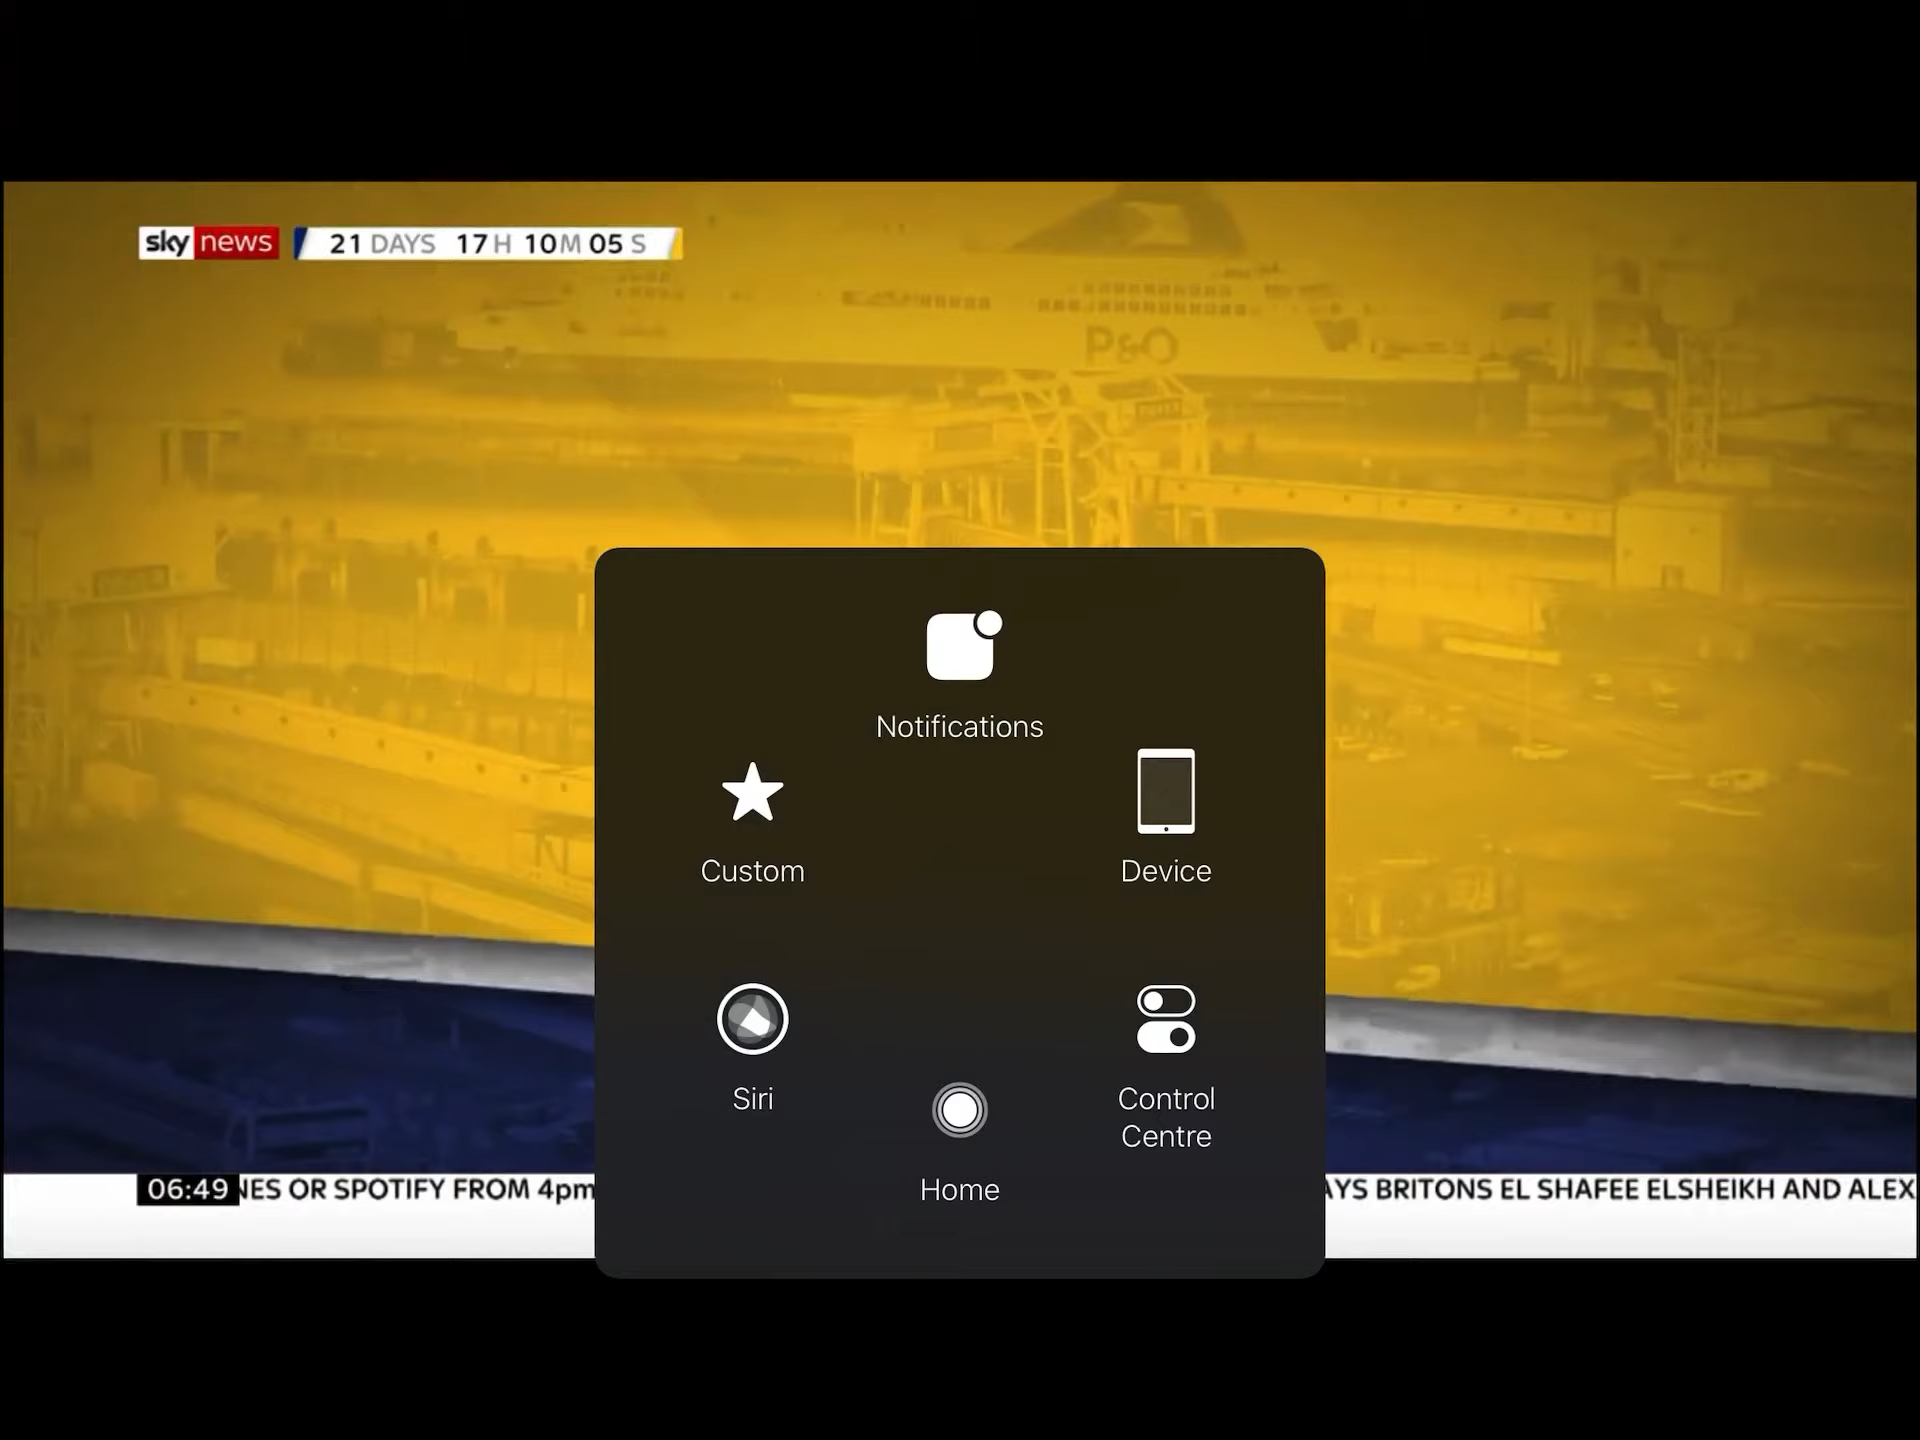 sky news
21 DAYS 17 H 10 M 05 S
P&O
Notifications
Custom
Device
Siri
Control
Centre
Home
06:49 NES OR SPOTIFY FROM 4pm
AYS BRITONS EL SHAFEE ELSHEIKH AND ALEX